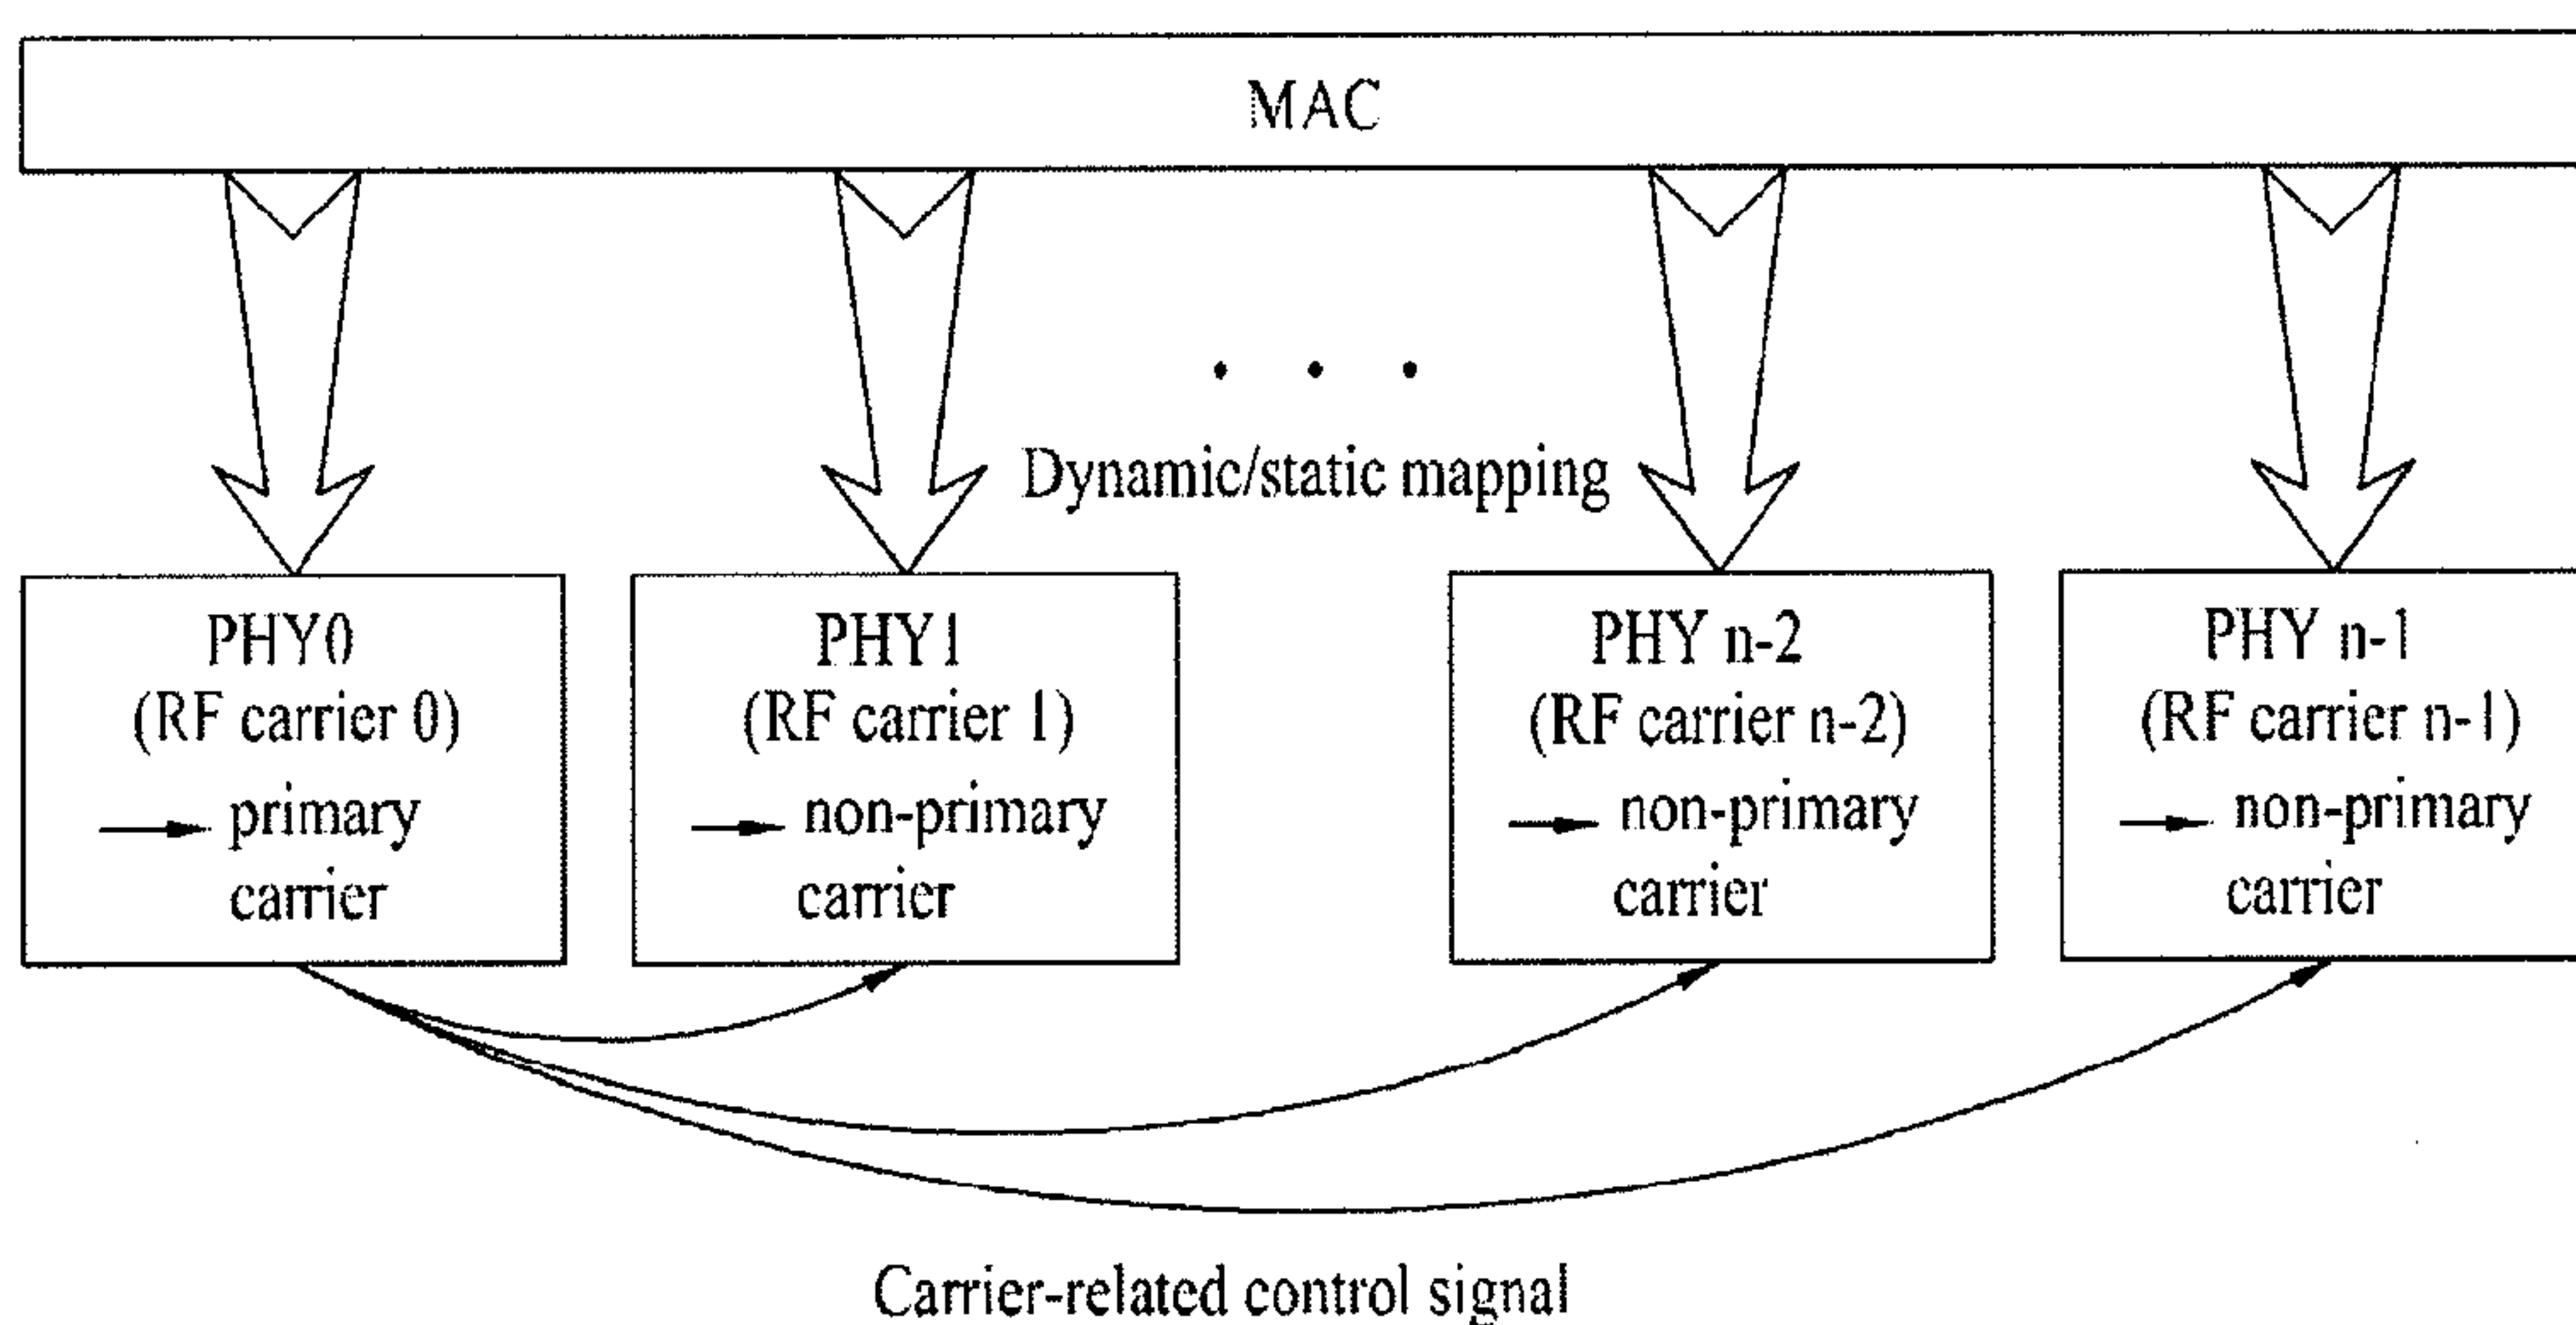 MAC
. . .
Dynamic/static mapping
PHY0
(RF carrier 0)
→ primary
carrier
PHY1
(RF carrier 1)
→ non-primary
carrier
PHY n-2
(RF carrier n-2)
→ non-primary
carrier
PHY n-1
(RF carrier n-1)
→ non-primary
carrier
Carrier-related control signal